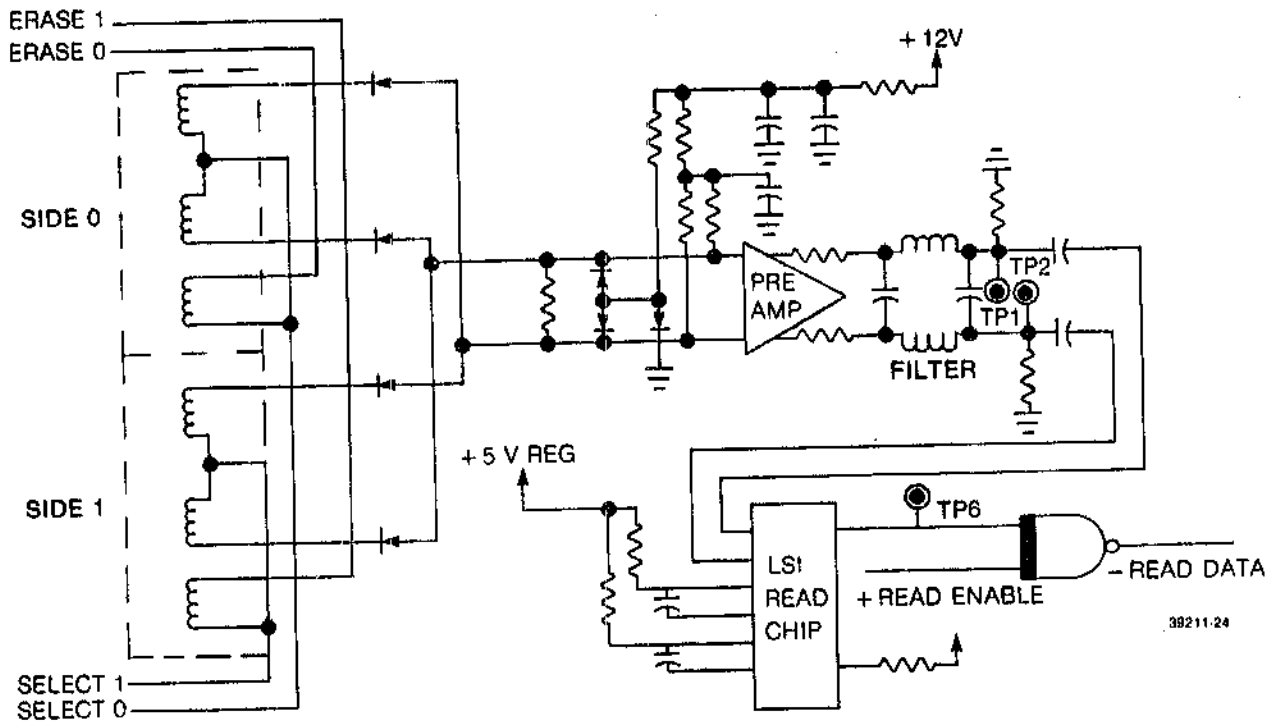 ERASE 1
ERASE 0
+ 12V
SIDE 0
PRE
AMP
TP2
TP1
FILTER
+ 5 V REG
SIDE 1
TP6
LSI
READ
CHIP
+ READ ENABLE
– READ DATA
39211-24
SELECT 1
SELECT 0